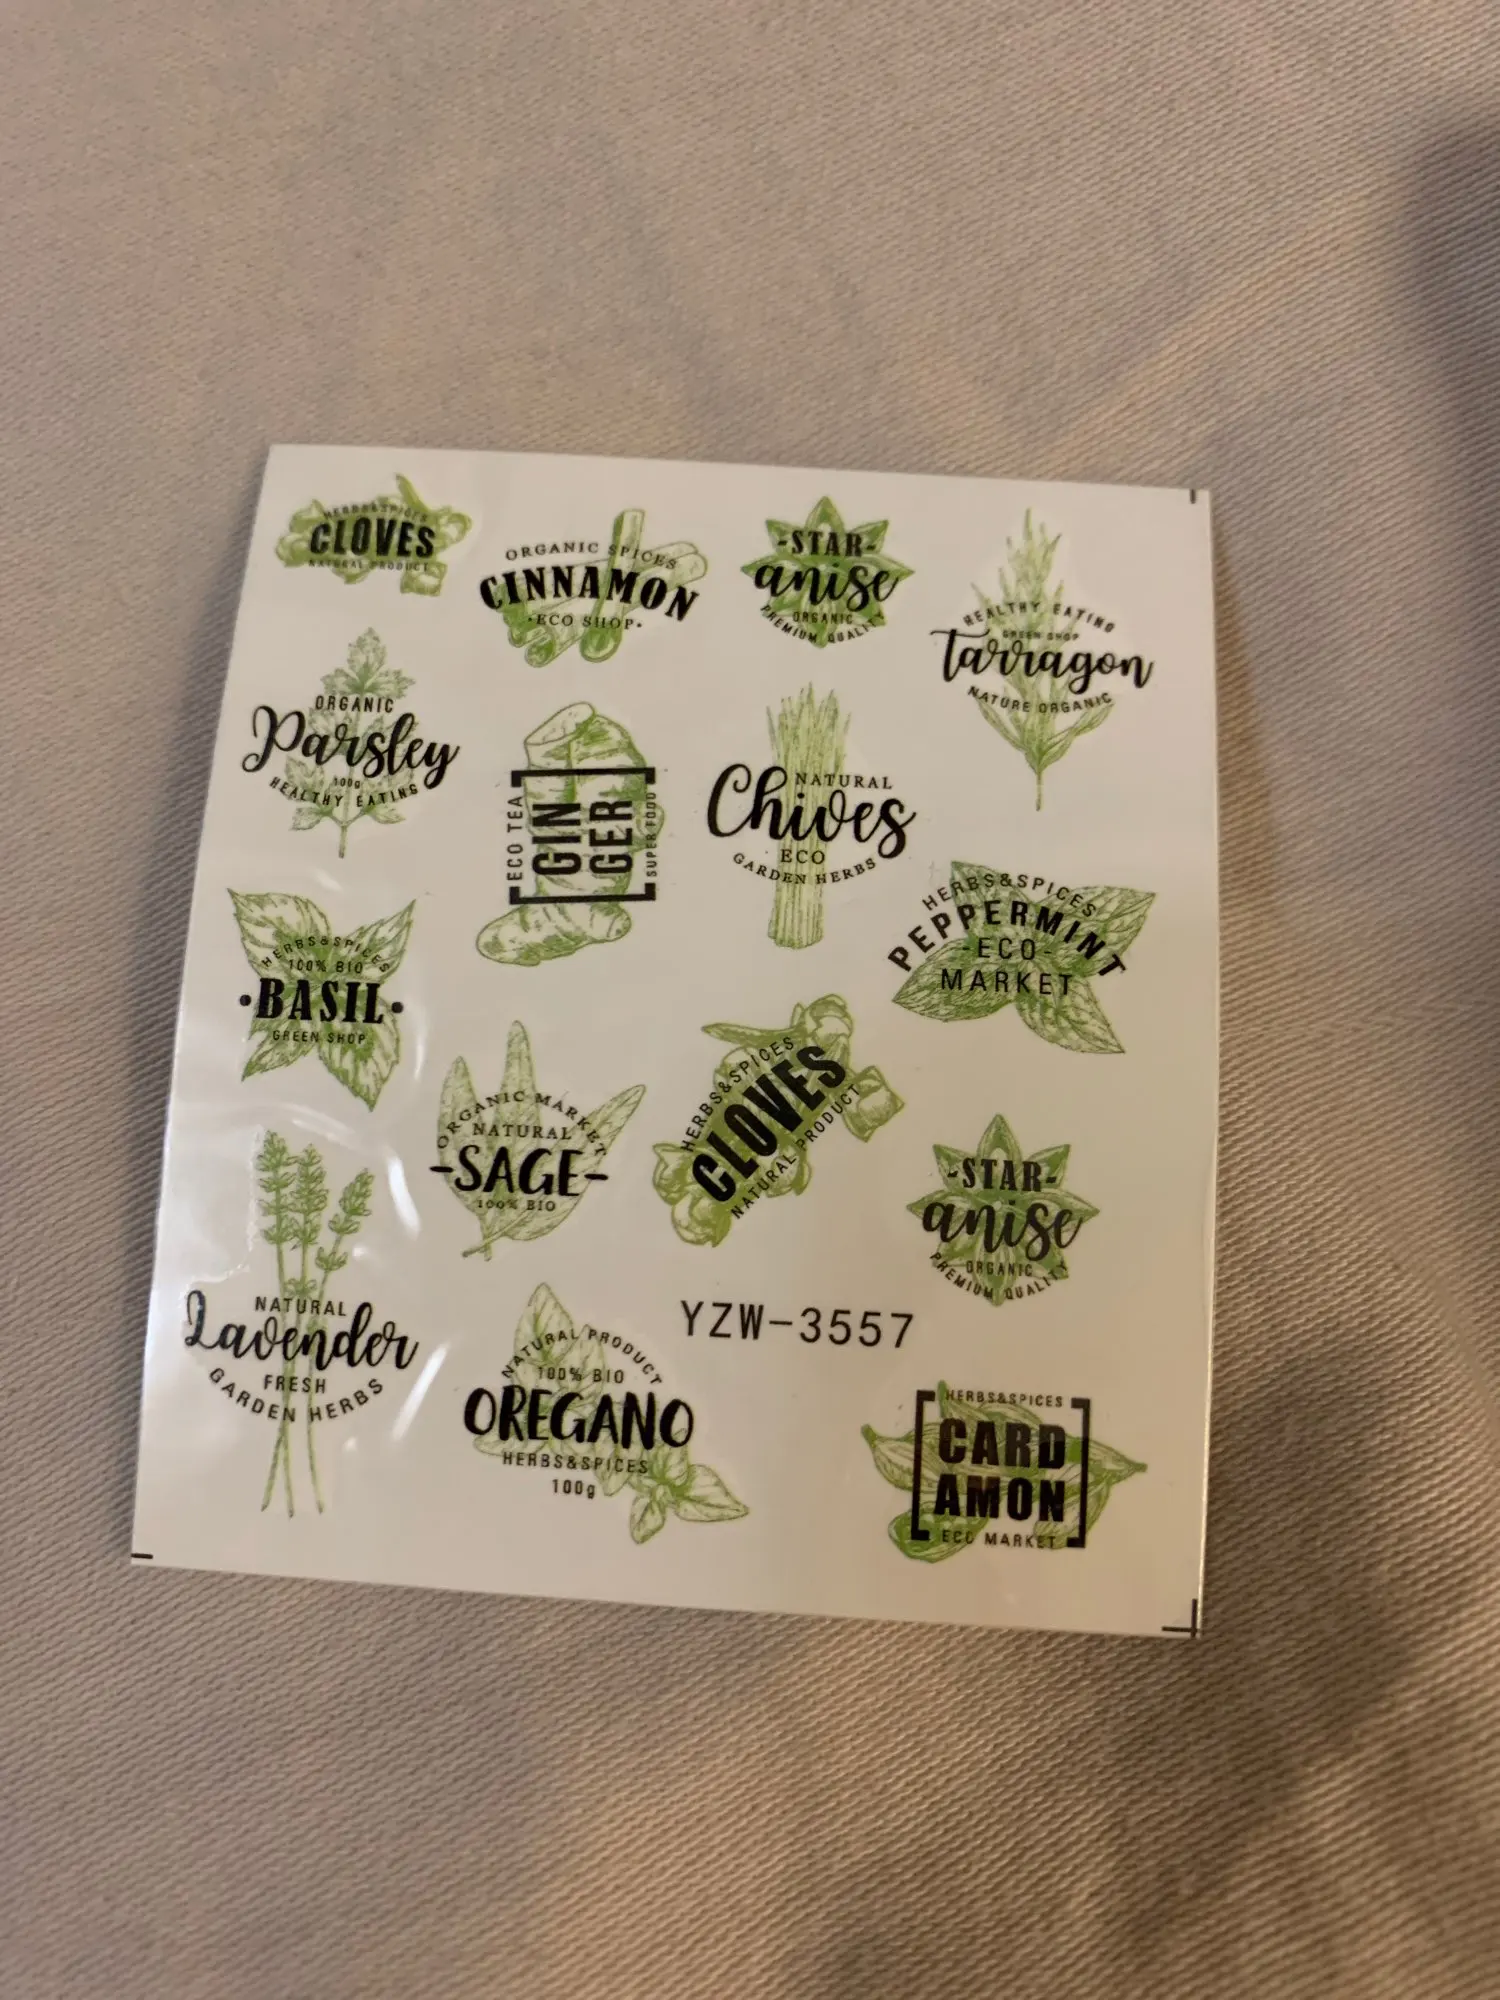 HERBS&SPICES
CLOVES
NATURAL PRODUCT
ORGANIC SPICES
CINNAMON
·ECO SHOP·
-STAR-
anise
ORGANIC
PREMIUM QUALITY
HEALTHY EATING
GREEN SHOP
Tarragon
NATURE ORGANIC
ORGANIC
Parsley
100g
HEALTHY EATING
ECO TEA
GIN
GER
SUPER FOOD
NATURAL
Chives
ECO
GARDEN HERBS
HERBS&SPICES
PEPPERMINT
-ECO-
MARKET
HERBS&SPICES
100% BIO
·BASIL·
GREEN SHOP
ORGANIC MARKET
NATURAL
-SAGE-
100% BIO
HERBS&SPICES
CLOVES
NATURAL PRODUCT
-STAR-
anise
ORGANIC
PREMIUM QUALITY
NATURAL
Lavender
FRESH
GARDEN HERBS
NATURAL PRODUCT
100% BIO
OREGANO
HERBS&SPICES
100g
YZW-3557
HERBS&SPICES
CARD
AMON
ECO MARKET